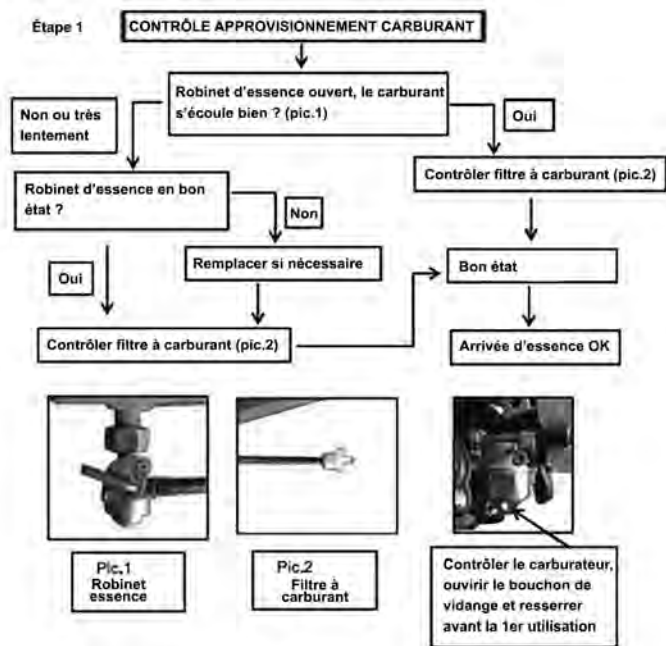 Étape 1
CONTRÔLE APPROVISIONNEMENT CARBURANT
Robinet d'essence ouvert, le carburant
s'écoule bien ? (pic.1)
Non ou très
lentement
Oui
Robinet d'essence en bon
état ?
Contrôler filtre à carburant (pic.2)
Non
Oui
Remplacer si nécessaire
Bon état
Contrôler filtre à carburant (pic.2)
Arrivée d'essence OK
Pic.1
Robinet
essence
Pic.2
Filtre à
carburant
Contrôler le carburateur,
ouvirir le bouchon de
vidange et resserrer
avant la 1er utilisation